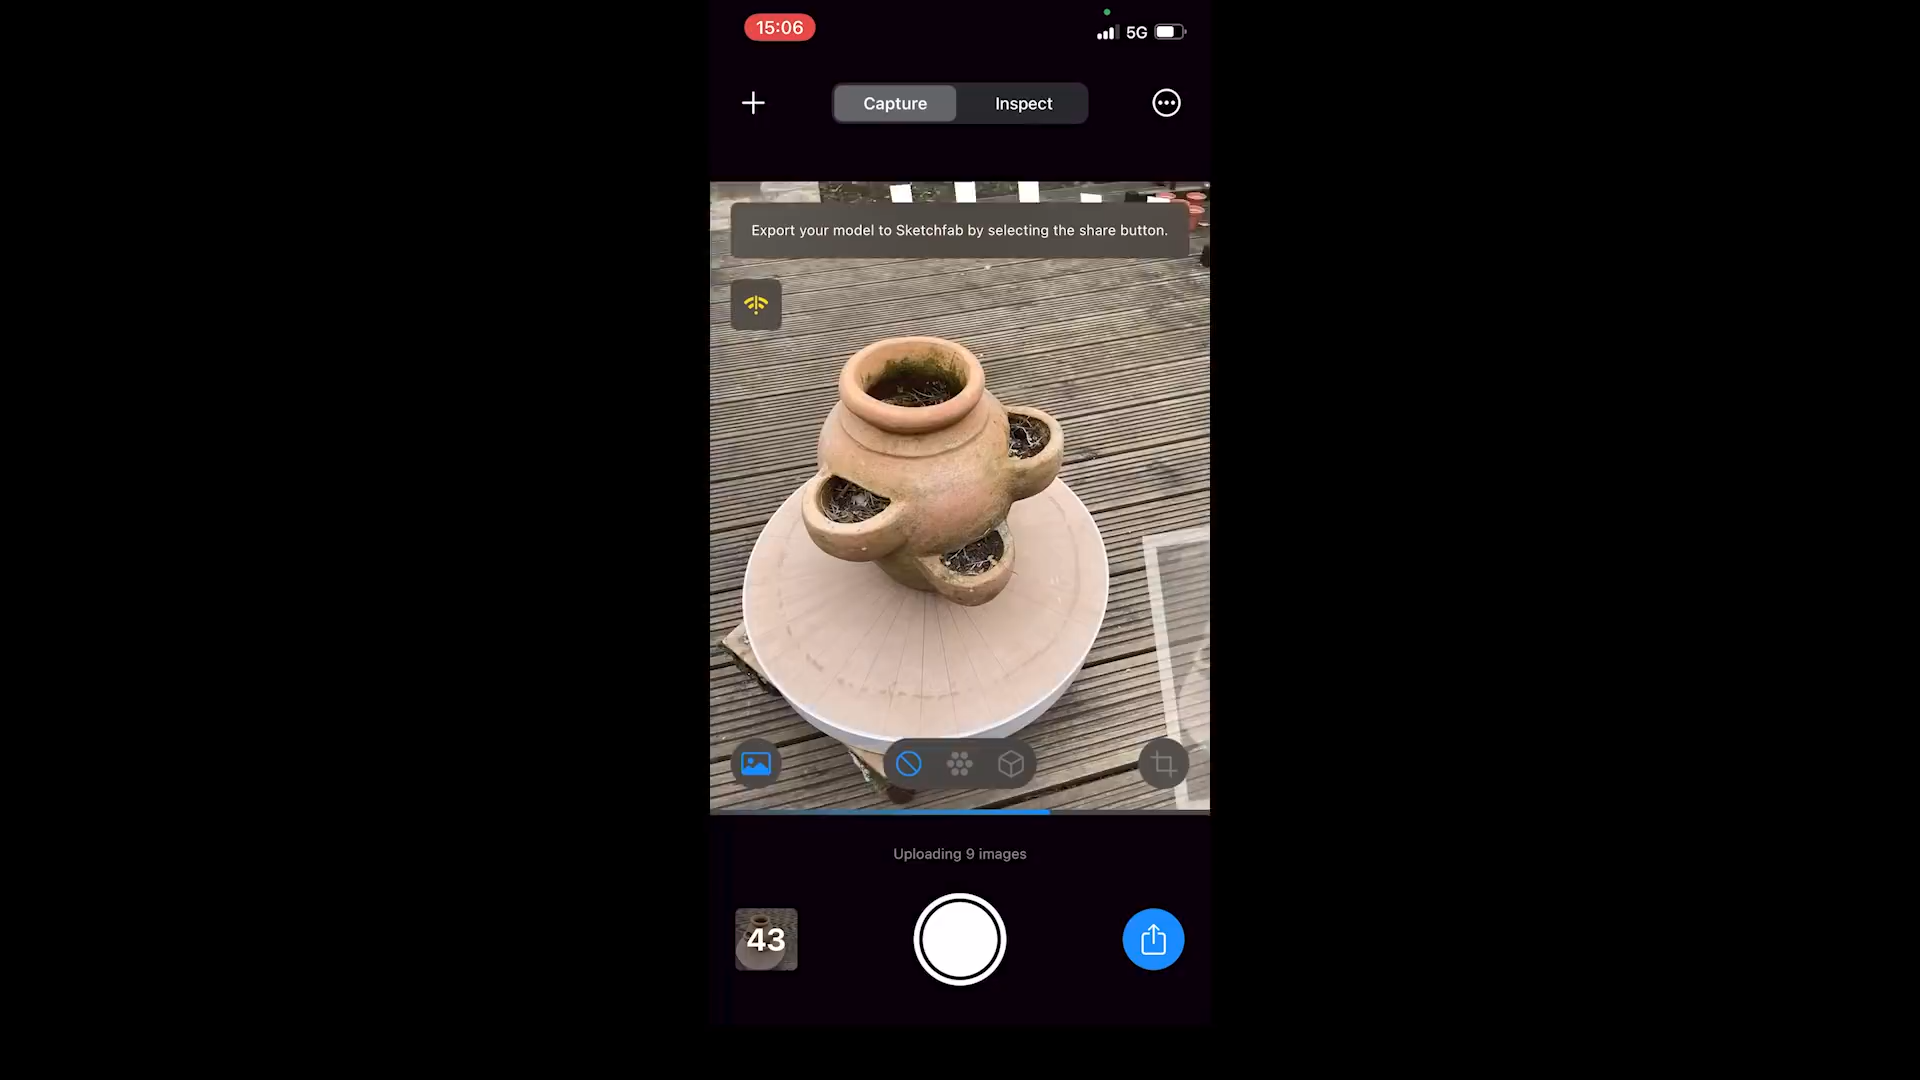 15:06
5G
Capture
Inspect
Export your model to Sketchfab by selecting the share button.
Uploading 9 images
43